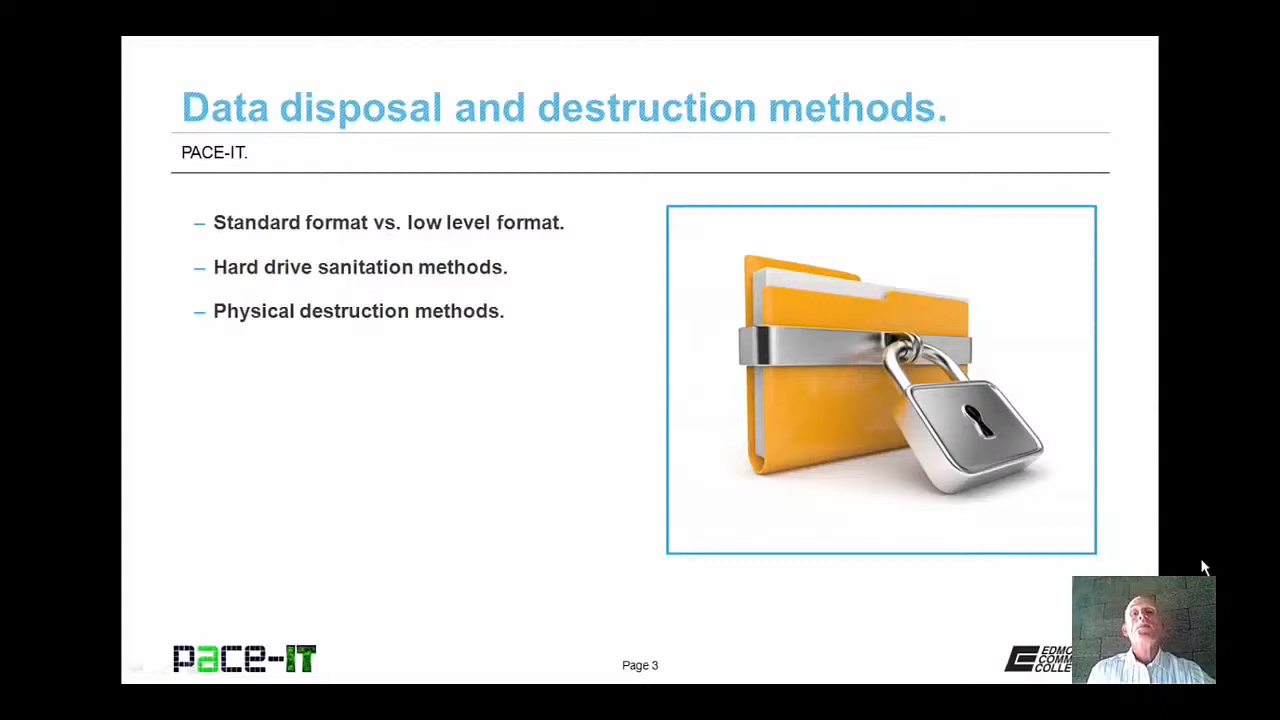 Data disposal and destruction methods.
PACE-IT.
– Standard format vs. low level format.
– Hard drive sanitation methods.
– Physical destruction methods.
pace-IT
Page 3